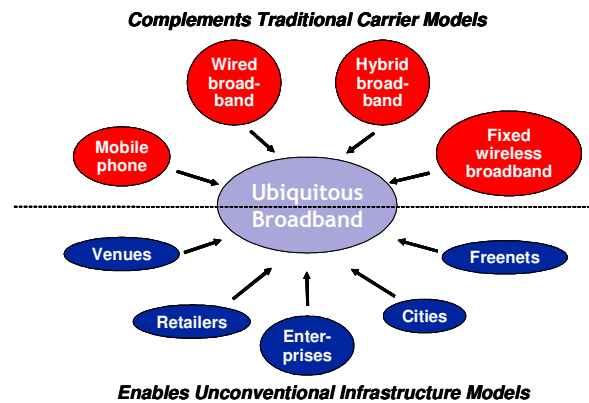 Complements Traditional Carrier Models
Wired
broad-
band
Hybrid
broad-
band
Mobile
phone
Fixed
wireless
broadband
Ubiquitous
Broadband
Venues
Freenets
Retailers
Cities
Enter-
prises
Enables Unconventional Infrastructure Models